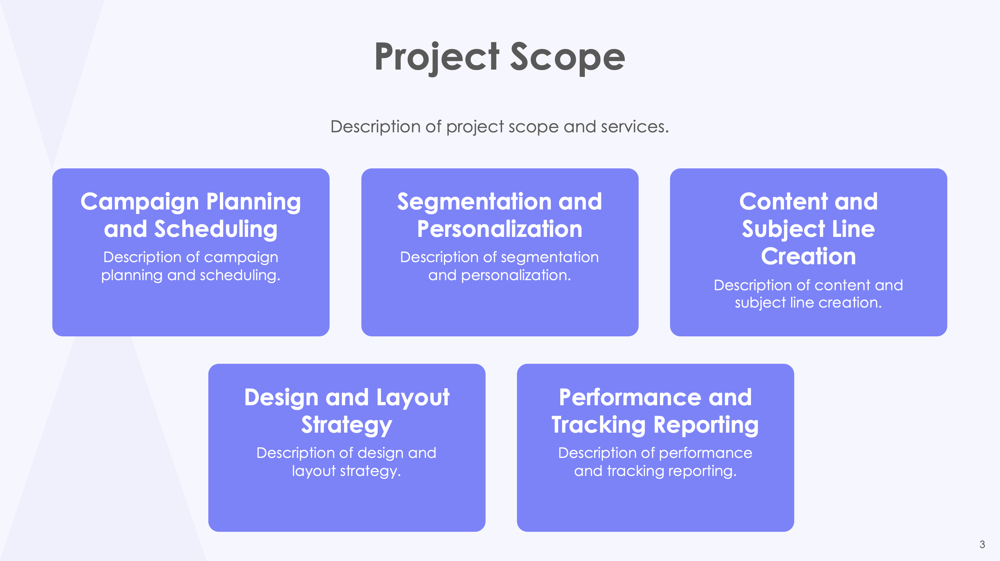 Project Scope
Description of project scope and services.
Campaign Planning
and Scheduling
Description of campaign
planning and scheduling.
Segmentation and
Personalization
Description of segmentation
and personalization.
Content and
Subject Line
Creation
Description of content and
subject line creation.
Design and Layout
Strategy
Description of design and
layout strategy.
Performance and
Tracking Reporting
Description of performance
and tracking reporting.
3